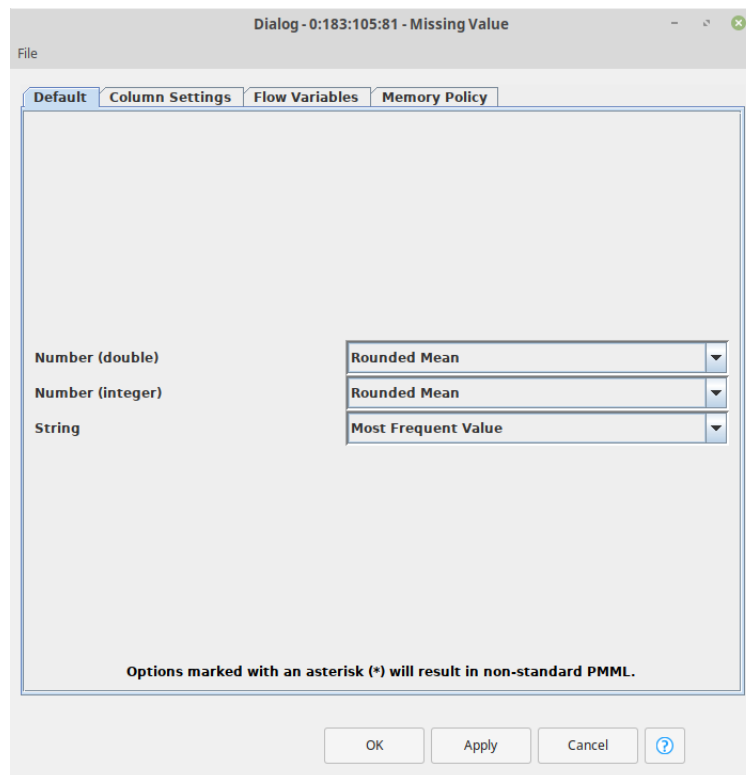 Dialog - 0:183:105:81 - Missing Value
File
Default Column Settings Flow Variables Memory Policy
Number (double) Rounded Mean
Number (integer) Rounded Mean
String Most Frequent Value
Options marked with an asterisk (*) will result in non-standard PMML.
OK Apply Cancel ?